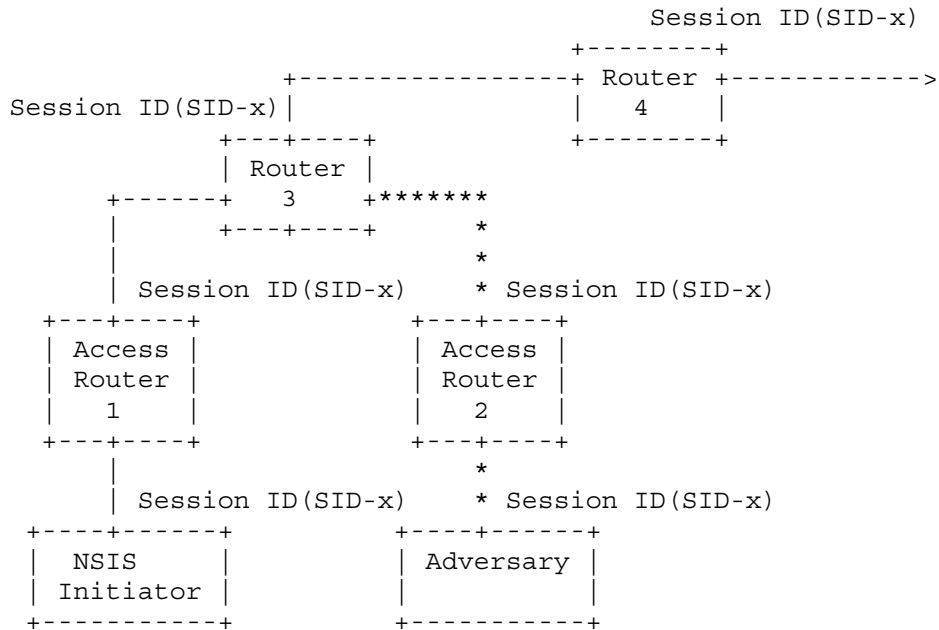 Session ID(SID-x)
+--------+
+-----------------+ Router +------------>
Session ID(SID-x)| | 4 |
+---+----+ +--------+
| Router |
+------+ 3 +*******
| +---+----+ *
| *
| Session ID(SID-x) * Session ID(SID-x)
+---+----+ +---+----+
| Access | | Access |
| Router | | Router |
| 1 | | 2 |
+---+----+ +---+----+
| *
| Session ID(SID-x) * Session ID(SID-x)
+----+------+ +----+------+
| NSIS | | Adversary |
| Initiator | | |
+-----------+ +-----------+